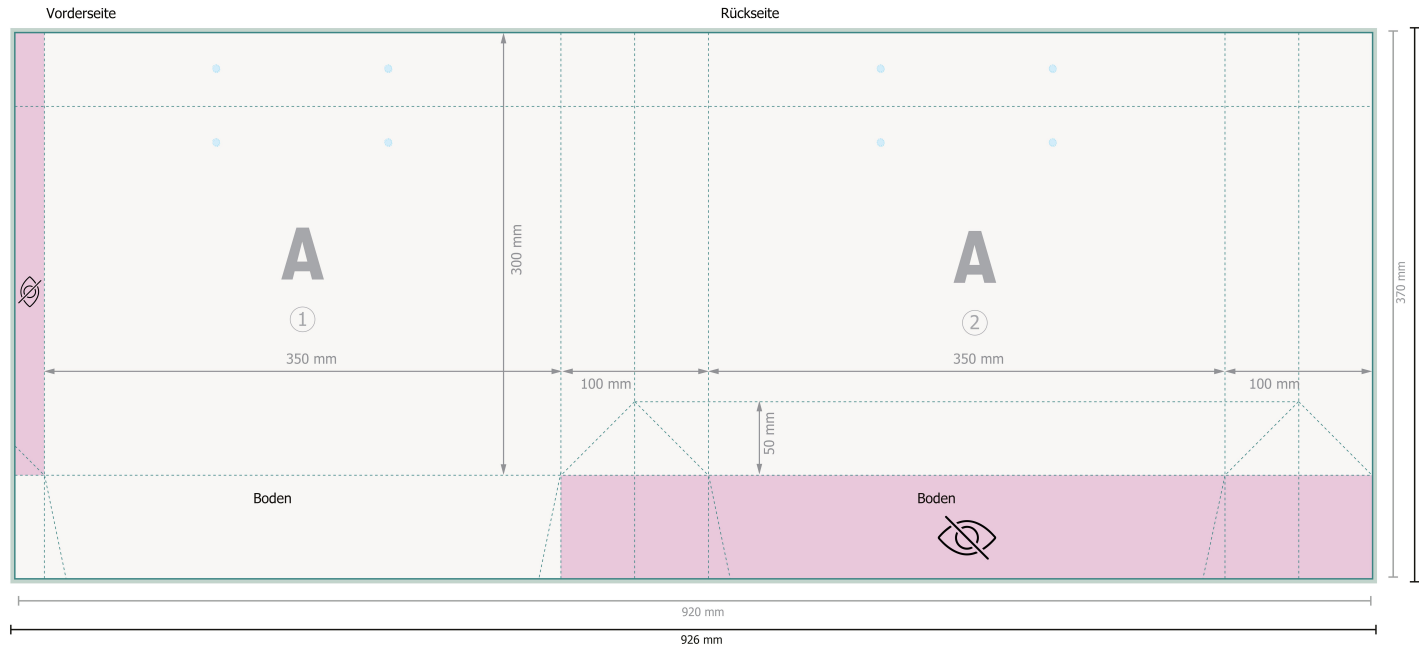 Vorderseite
Rückseite
300 mm
A
A
370 mm
1
2
350 mm
350 mm
100 mm
100 mm
50 mm
Boden
Boden
920 mm
926 mm